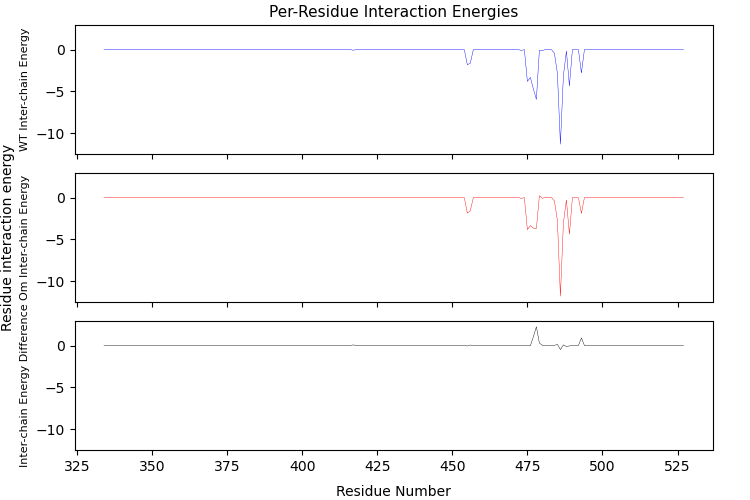 Per-Residue Interaction Energies
WT Inter-chain Energy
0
−5
−10
Residue interaction energy
Om Inter-chain Energy
0
−5
−10
Inter-chain Energy Difference
0
−5
−10
325 350 375 400 425 450 475 500 525
Residue Number